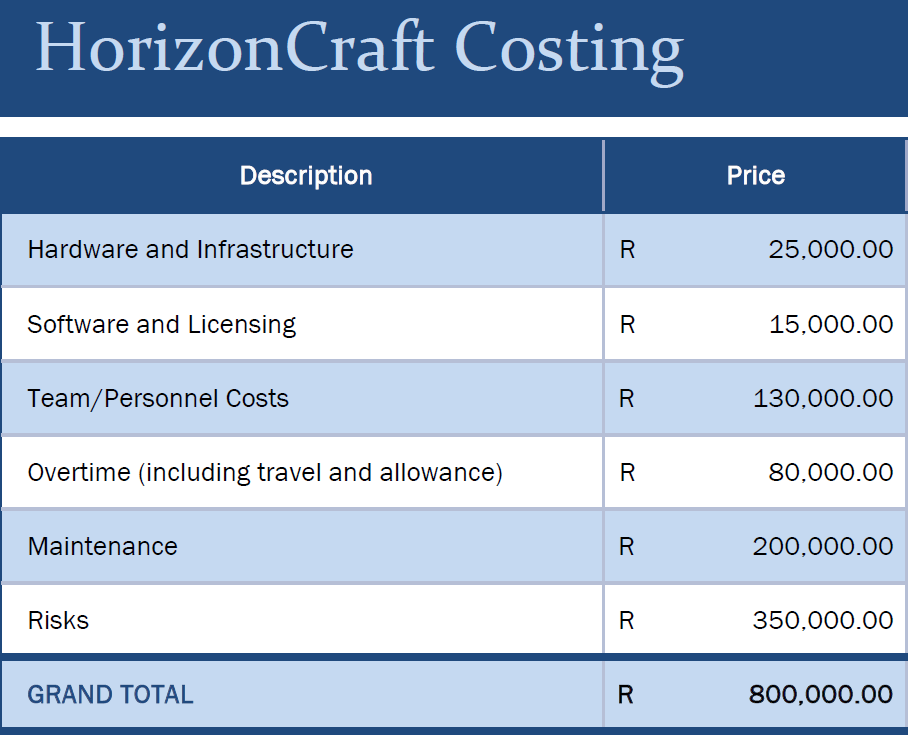 HorizonCraft Costing
Description Price
Hardware and Infrastructure R 25,000.00
Software and Licensing R 15,000.00
Team/Personnel Costs R 130,000.00
Overtime (including travel and allowance) R 80,000.00
Maintenance R 200,000.00
Risks R 350,000.00
GRAND TOTAL R 800,000.00